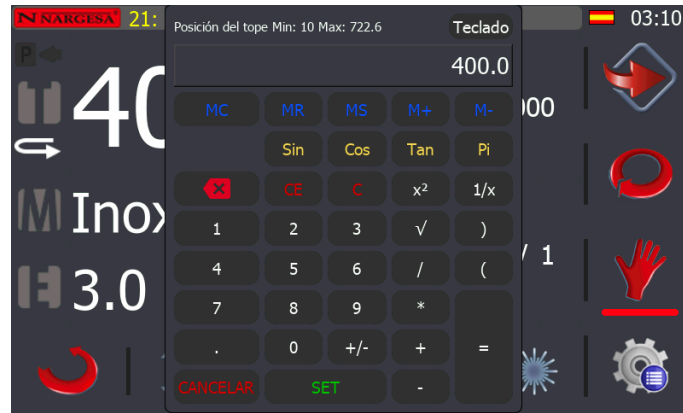 NARGESA 21:
Posición del tope Min: 10 Max: 722.6
Teclado
03:10
P
400.0
40
MC MR MS M+ M-
000
Sin Cos Tan Pi
CE C x² 1/x
Inox
1 2 3 √ )
4 5 6 / (
/ 1
3.0
7 8 9 *
. 0 +/- + =
CANCELAR SET -